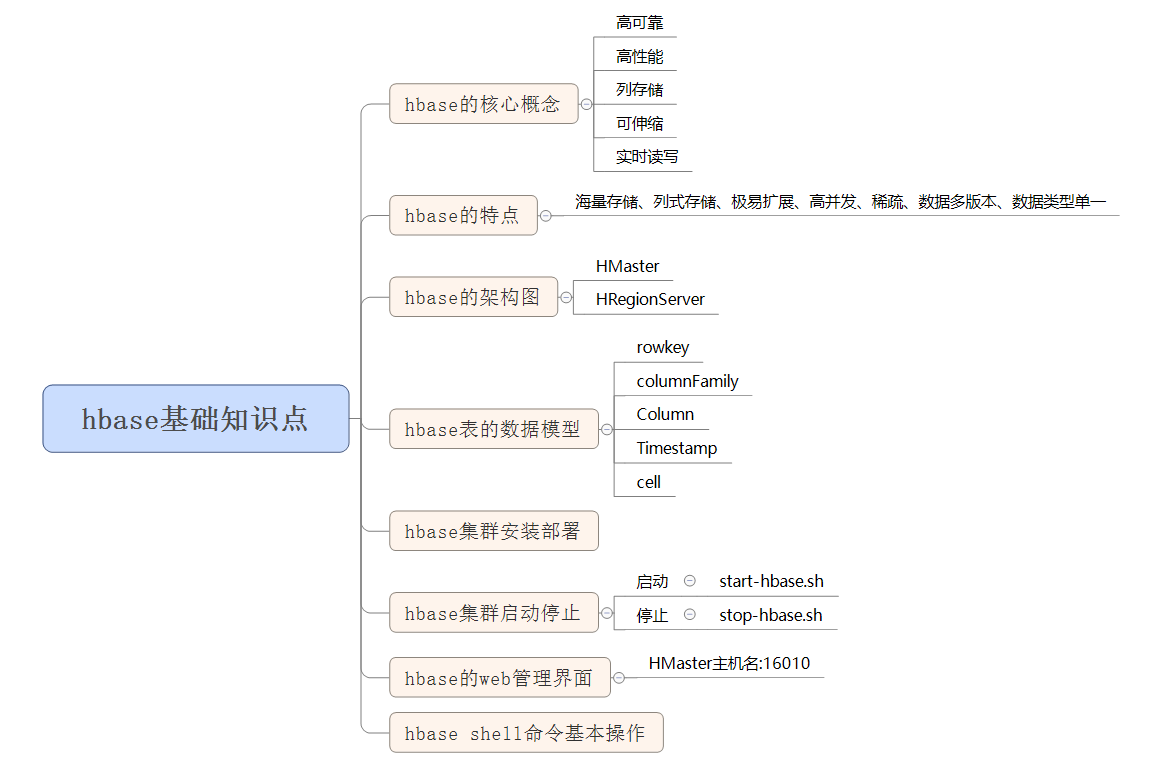 hbase基础知识点
hbase的核心概念
高可靠
高性能
列存储
可伸缩
实时读写
hbase的特点
海量存储、列式存储、极易扩展、高并发、稀疏、数据多版本、数据类型单一
hbase的架构图
HMaster
HRegionServer
hbase表的数据模型
rowkey
columnFamily
Column
Timestamp
cell
hbase集群安装部署
hbase集群启动停止
启动 start-hbase.sh
停止 stop-hbase.sh
hbase的web管理界面
HMaster主机名:16010
hbase shell命令基本操作